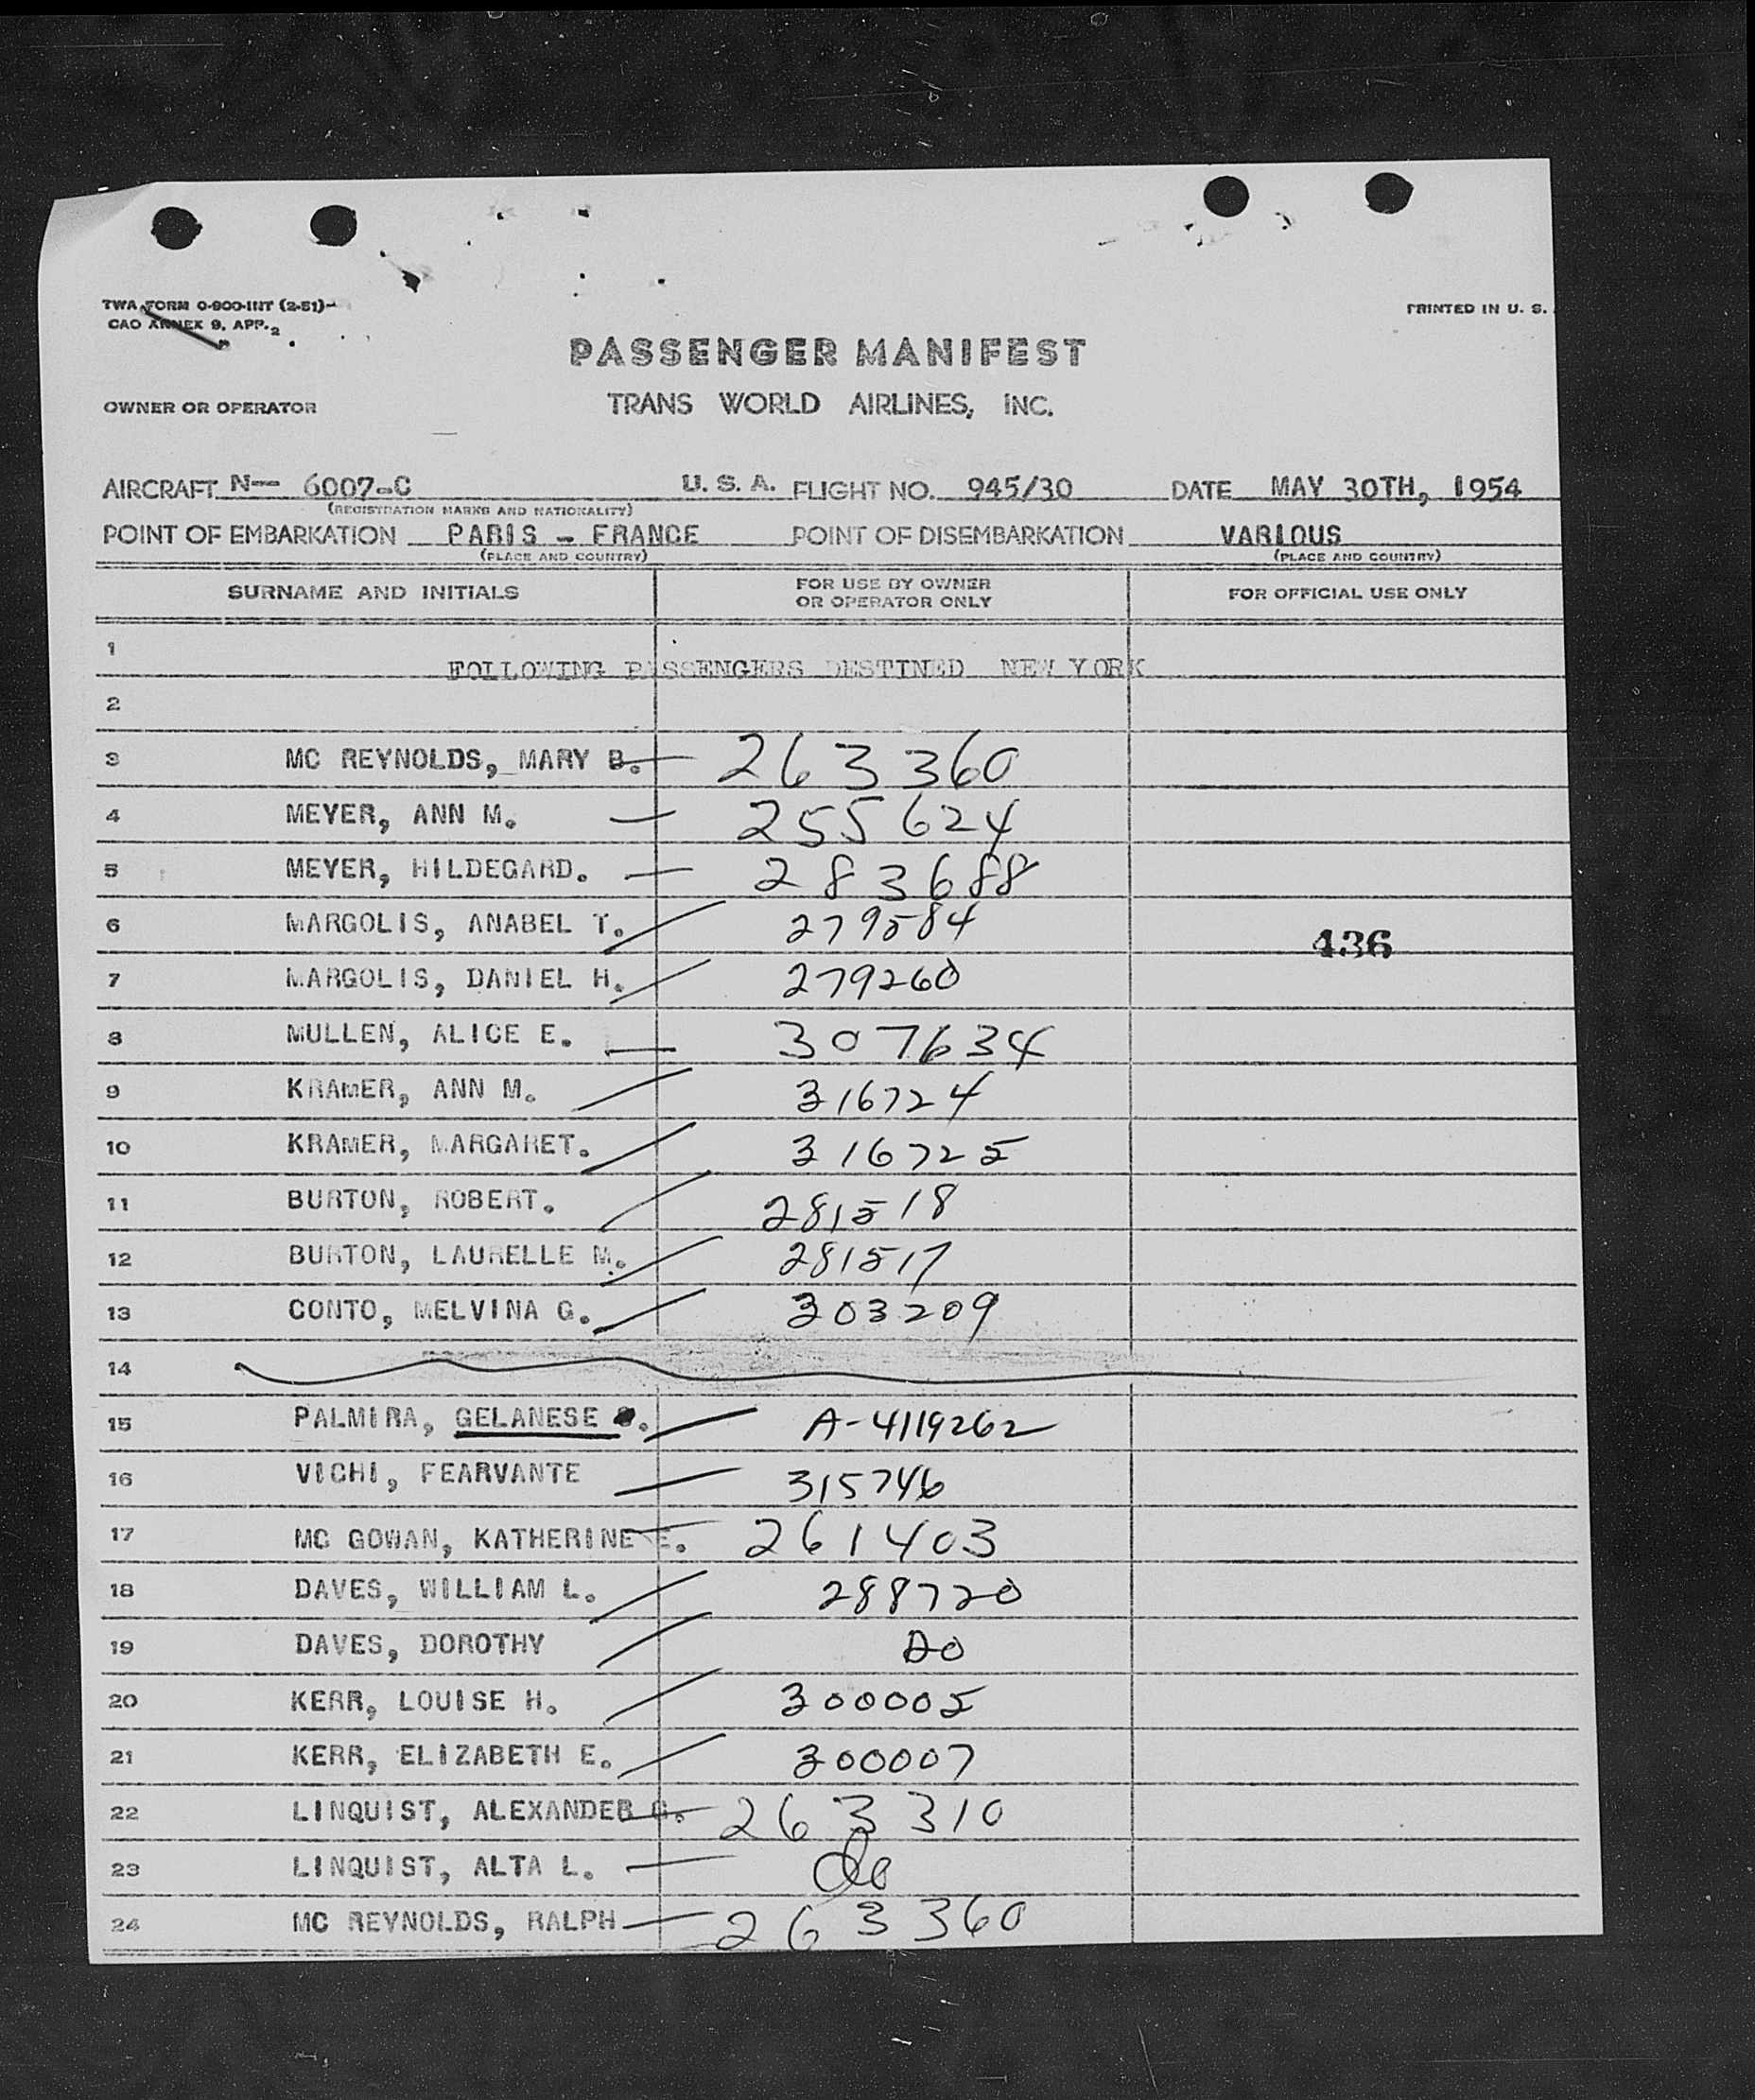 TWA FORM O-900-INT (2-51)-
PRINTED IN U. S.
CAO ANNEX 9, APP. 2
PASSENGER MANIFEST
OWNER OR OPERATOR TRANS WORLD AIRLINES, INC.
AIRCRAFT N— 6007-C U. S. A. FLIGHT NO. 945/30 DATE MAY 30TH, 1954
(REGISTRATION MARKS AND NATIONALITY)
POINT OF EMBARKATION PARIS - FRANCE POINT OF DISEMBARKATION VARIOUS
(PLACE AND COUNTRY) (PLACE AND COUNTRY)
SURNAME AND INITIALS FOR USE BY OWNER OR OPERATOR ONLY FOR OFFICIAL USE ONLY
1 FOLLOWING PASSENGERS DESTINED NEW YORK
2
3 MC REYNOLDS, MARY B. 263360
4 MEYER, ANN M. 255624
5 MEYER, HILDEGARD. 283688
6 MARGOLIS, ANABEL T. 279584
436
7 MARGOLIS, DANIEL H. 279260
8 MULLEN, ALICE E. 307634
9 KRAMER, ANN M. 316724
10 KRAMER, MARGARET. 316725
11 BURTON, ROBERT. 281518
12 BURTON, LAURELLE M. 281517
13 CONTO, MELVINA G. 303209
14
15 PALMIRA, GELANESE A-4119262
16 VICHI, FEARVANTE 315746
17 MC GOWAN, KATHERINE E. 261403
18 DAVES, WILLIAM L. 288720
19 DAVES, DOROTHY DO
20 KERR, LOUISE H. 300005
21 KERR, ELIZABETH E. 300007
22 LINQUIST, ALEXANDER G. 263310
23 LINQUIST, ALTA L. do
24 MC REYNOLDS, RALPH 263360